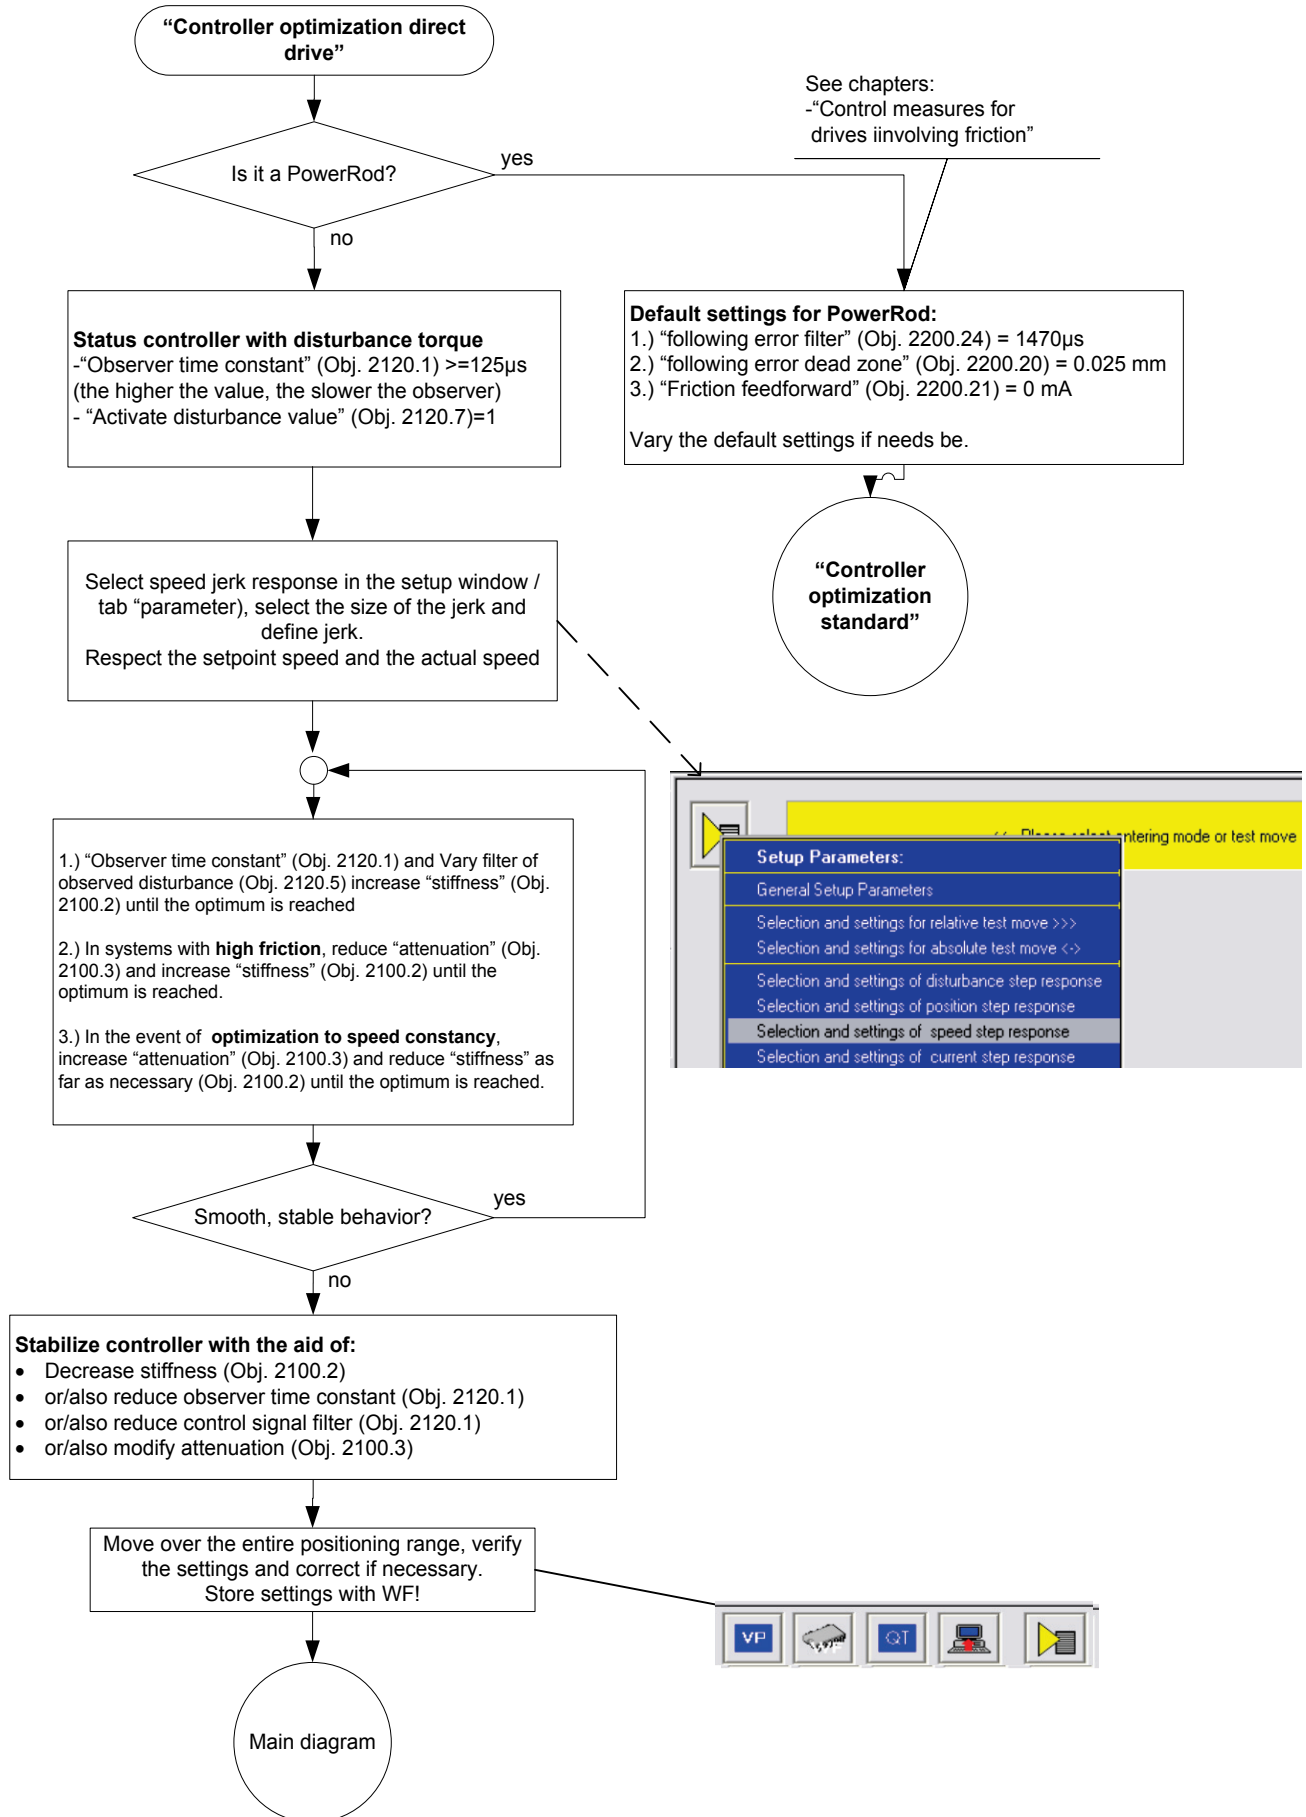 “Controller optimization direct
drive”
See chapters:
-“Control measures for
drives iinvolving friction”
Is it a PowerRod?
yes
no
Status controller with disturbance torque
-“Observer time constant” (Obj. 2120.1) >=125µs
(the higher the value, the slower the observer)
- “Activate disturbance value” (Obj. 2120.7)=1
Default settings for PowerRod:
1.) “following error filter” (Obj. 2200.24) = 1470µs
2.) “following error dead zone” (Obj. 2200.20) = 0.025 mm
3.) “Friction feedforward” (Obj. 2200.21) = 0 mA
Vary the default settings if needs be.
“Controller
optimization
standard”
Select speed jerk response in the setup window /
tab “parameter), select the size of the jerk and
define jerk.
Respect the setpoint speed and the actual speed
1.) “Observer time constant” (Obj. 2120.1) and Vary filter of
observed disturbance (Obj. 2120.5) increase “stiffness” (Obj.
2100.2) until the optimum is reached
2.) In systems with high friction, reduce “attenuation” (Obj.
2100.3) and increase “stiffness” (Obj. 2100.2) until the
optimum is reached.
3.) In the event of optimization to speed constancy,
increase “attenuation” (Obj. 2100.3) and reduce “stiffness” as
far as necessary (Obj. 2100.2) until the optimum is reached.
<< Please select entering mode or test move
Setup Parameters:
General Setup Parameters
Selection and settings for relative test move >>>
Selection and settings for absolute test move <->
Selection and settings of disturbance step response
Selection and settings of position step response
Selection and settings of speed step response
Selection and settings of current step response
Smooth, stable behavior?
yes
no
Stabilize controller with the aid of:
• Decrease stiffness (Obj. 2100.2)
• or/also reduce observer time constant (Obj. 2120.1)
• or/also reduce control signal filter (Obj. 2120.1)
• or/also modify attenuation (Obj. 2100.3)
Move over the entire positioning range, verify
the settings and correct if necessary.
Store settings with WF!
VP
WF
QT
Main diagram